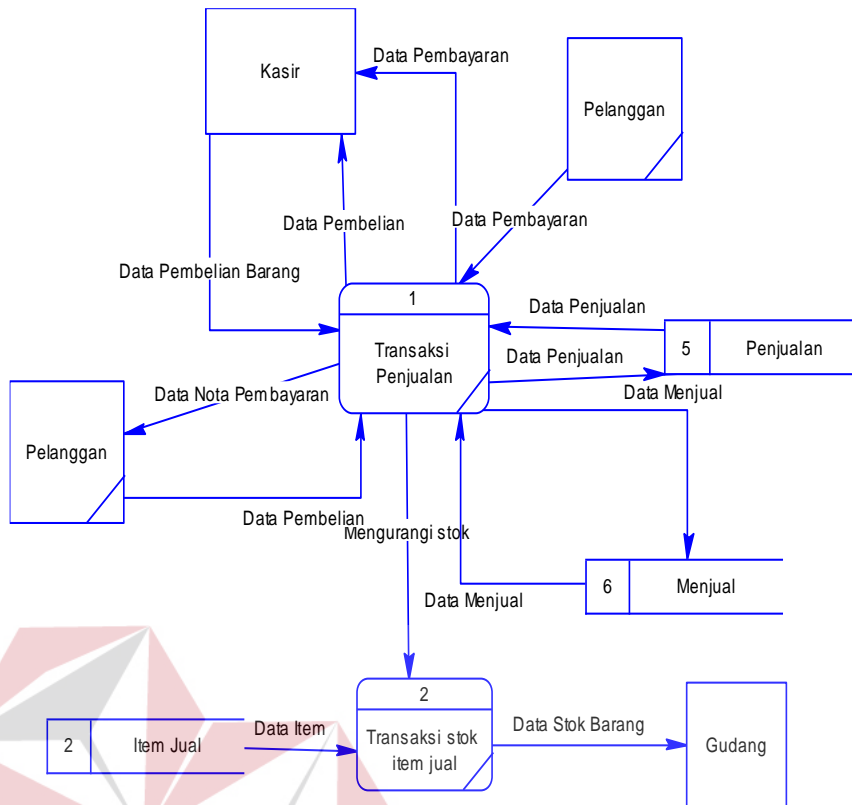 Data Pembayaran
Kasir
Pelanggan
Data Pembelian
Data Pembayaran
Data Pembelian Barang
1
Data Penjualan
Transaksi
Penjualan
5
Penjualan
Data Penjualan
Data Nota Pembayaran
Data Menjual
Pelanggan
Data Pembelian
Mengurangi stok
6
Menjual
Data Menjual
2
2
Item Jual
Data Item
Transaksi stok
item jual
Data Stok Barang
Gudang